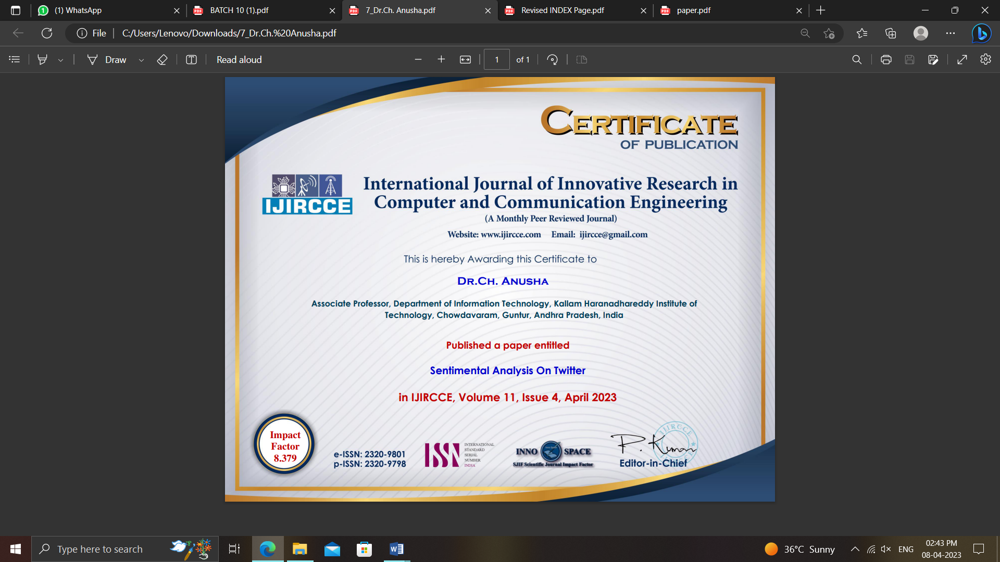 (1) WhatsApp
BATCH 10 (1).pdf
7_Dr.Ch. Anusha.pdf
Revised INDEX Page.pdf
paper.pdf
File
C:/Users/Lenovo/Downloads/7_Dr.Ch.%20Anusha.pdf
Draw
Read aloud
1
of 1
CERTIFICATE
OF PUBLICATION
IJIRCCE
International Journal of Innovative Research in
Computer and Communication Engineering
(A Monthly Peer Reviewed Journal)
Website: www.ijircce.com Email: ijircce@gmail.com
This is hereby Awarding this Certificate to
DR.CH. ANUSHA
Associate Professor, Department of Information Technology, Kallam Haranadhareddy Institute of
Technology, Chowdavaram, Guntur, Andhra Pradesh, India
Published a paper entitled
Sentimental Analysis On Twitter
in IJIRCCE, Volume 11, Issue 4, April 2023
Impact
Factor
8.379
e-ISSN: 2320-9801
p-ISSN: 2320-9798
ISSN
INTERNATIONAL
STANDARD
SERIAL
NUMBER
INDIA
INNO SPACE
SJIF Scientific Journal Impact Factor
P. Kumar
IJIRCCE
Editor-in-Chief
Type here to search
36°C Sunny
ENG
02:43 PM
08-04-2023